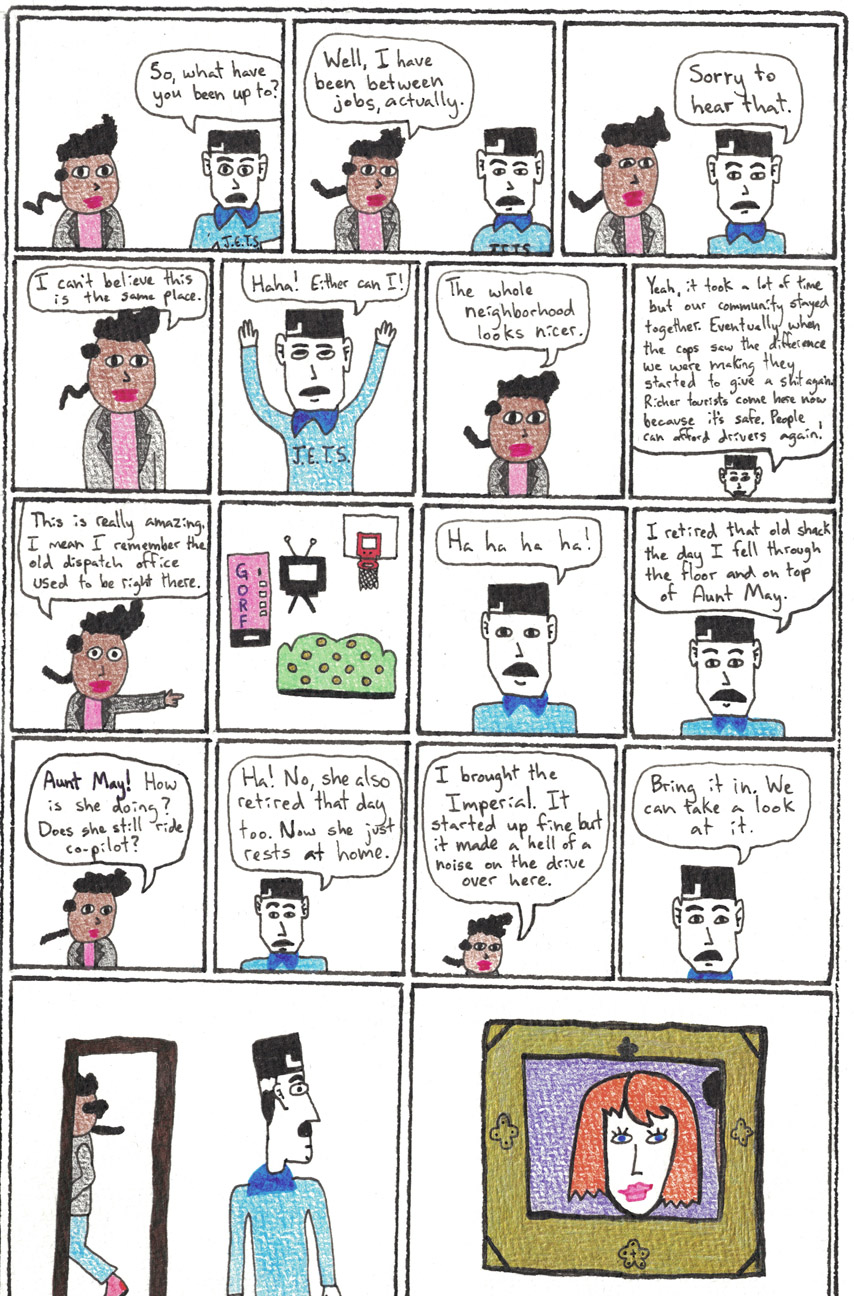 So, what have
you been up to?
J.E.T.S.
Well, I have
been between
jobs, actually.
J.E.T.S.
Sorry to
hear that.
I can't believe this
is the same place.
Haha! Either can I!
J.E.T.S.
The whole
neighborhood
looks nicer.
Yeah, it took a lot of time
but our community stayed
together. Eventually when
the cops saw the difference
we were making they
started to give a shit again.
Richer tourists come here now
because it's safe. People
can afford drivers again.
This is really amazing.
I mean I remember the
old dispatch office
used to be right there.
GORF
Ha ha ha ha!
I retired that old shack
the day I fell through
the floor and on top
of Aunt May.
Aunt May! How
is she doing?
Does she still ride
co-pilot?
Ha! No, she also
retired that day
too. Now she just
rests at home.
I brought the
Imperial. It
started up fine but
it made a hell of a
noise on the drive
over here.
Bring it in. We
can take a look
at it.